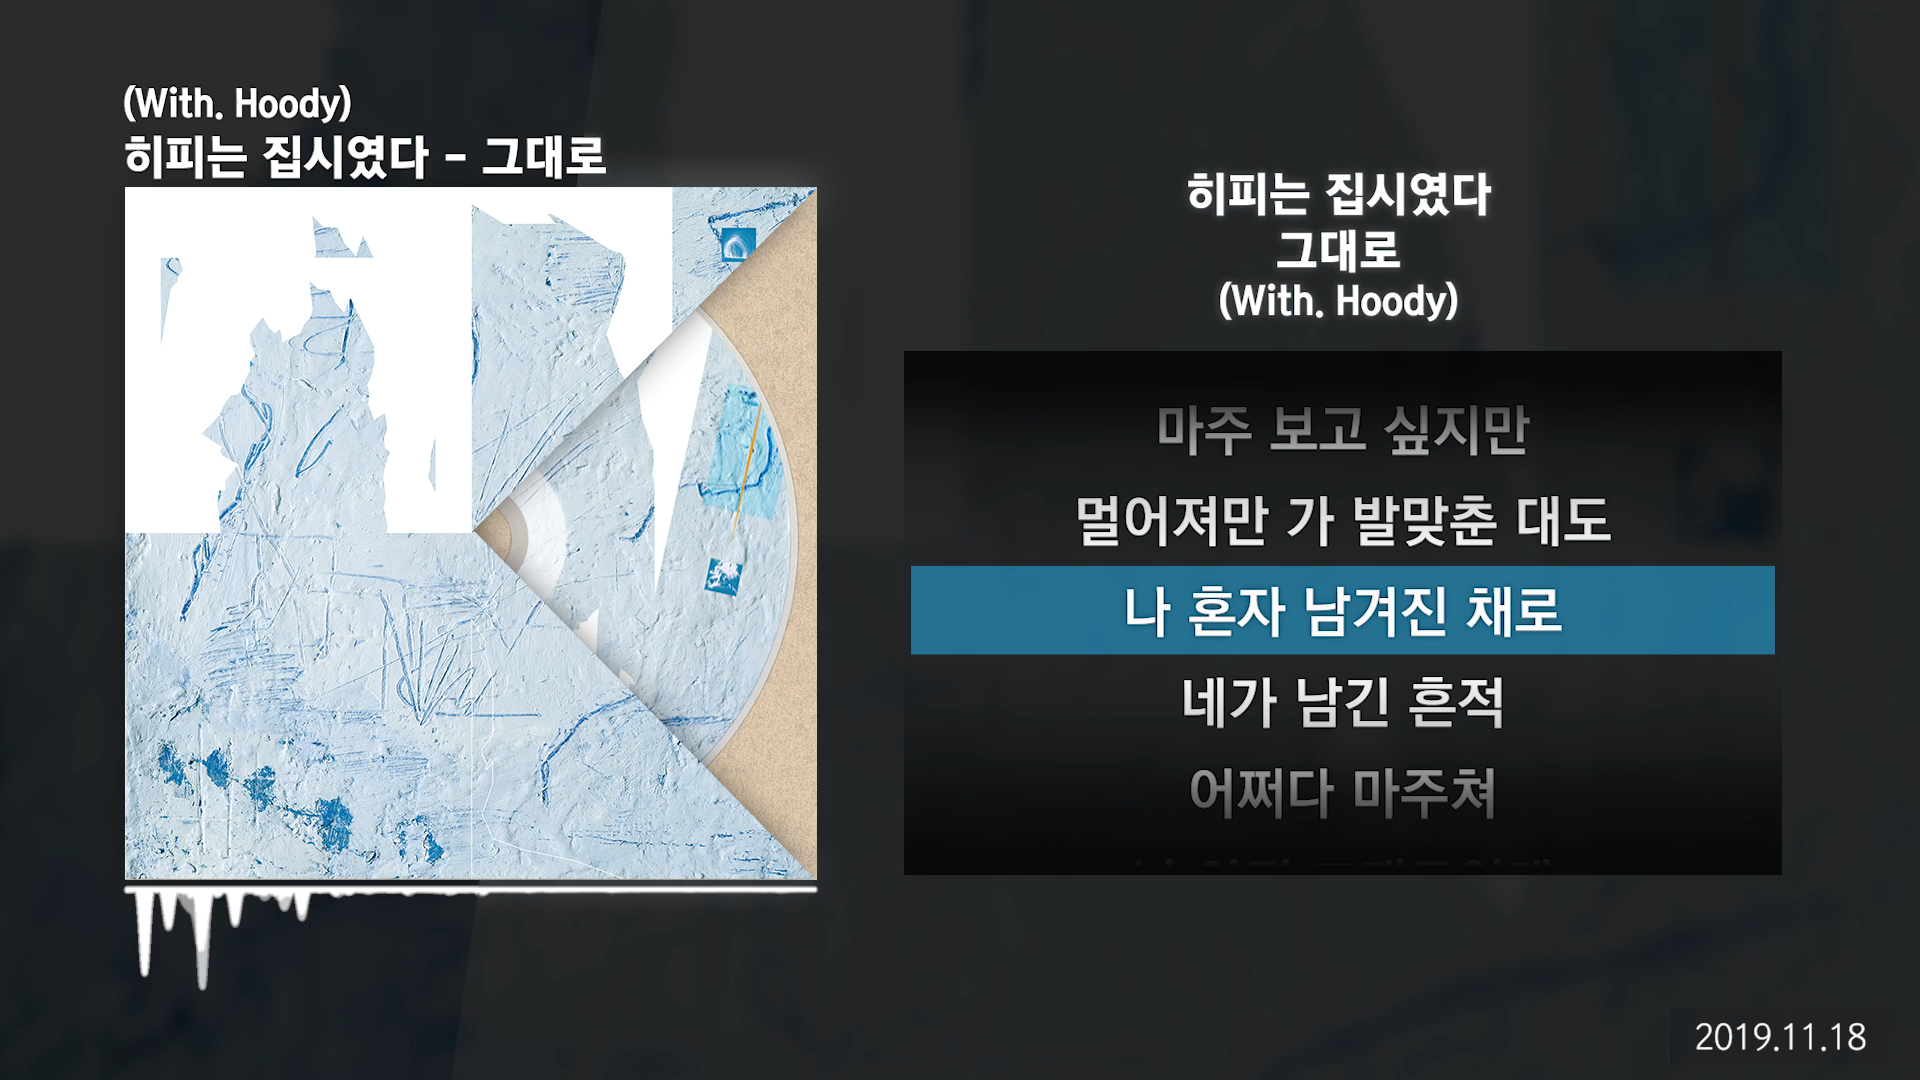 (With. Hoody)
히피는 집시였다 - 그대로
히피는 집시였다
그대로
(With. Hoody)
마주 보고 싶지만
멀어져만 가 발맞춘 대도
나 혼자 남겨진 채로
네가 남긴 흔적
어쩌다 마주쳐
2019.11.18